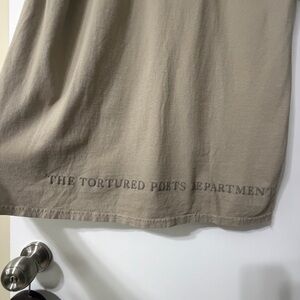 THE TORTURED POETS DEPARTMENT